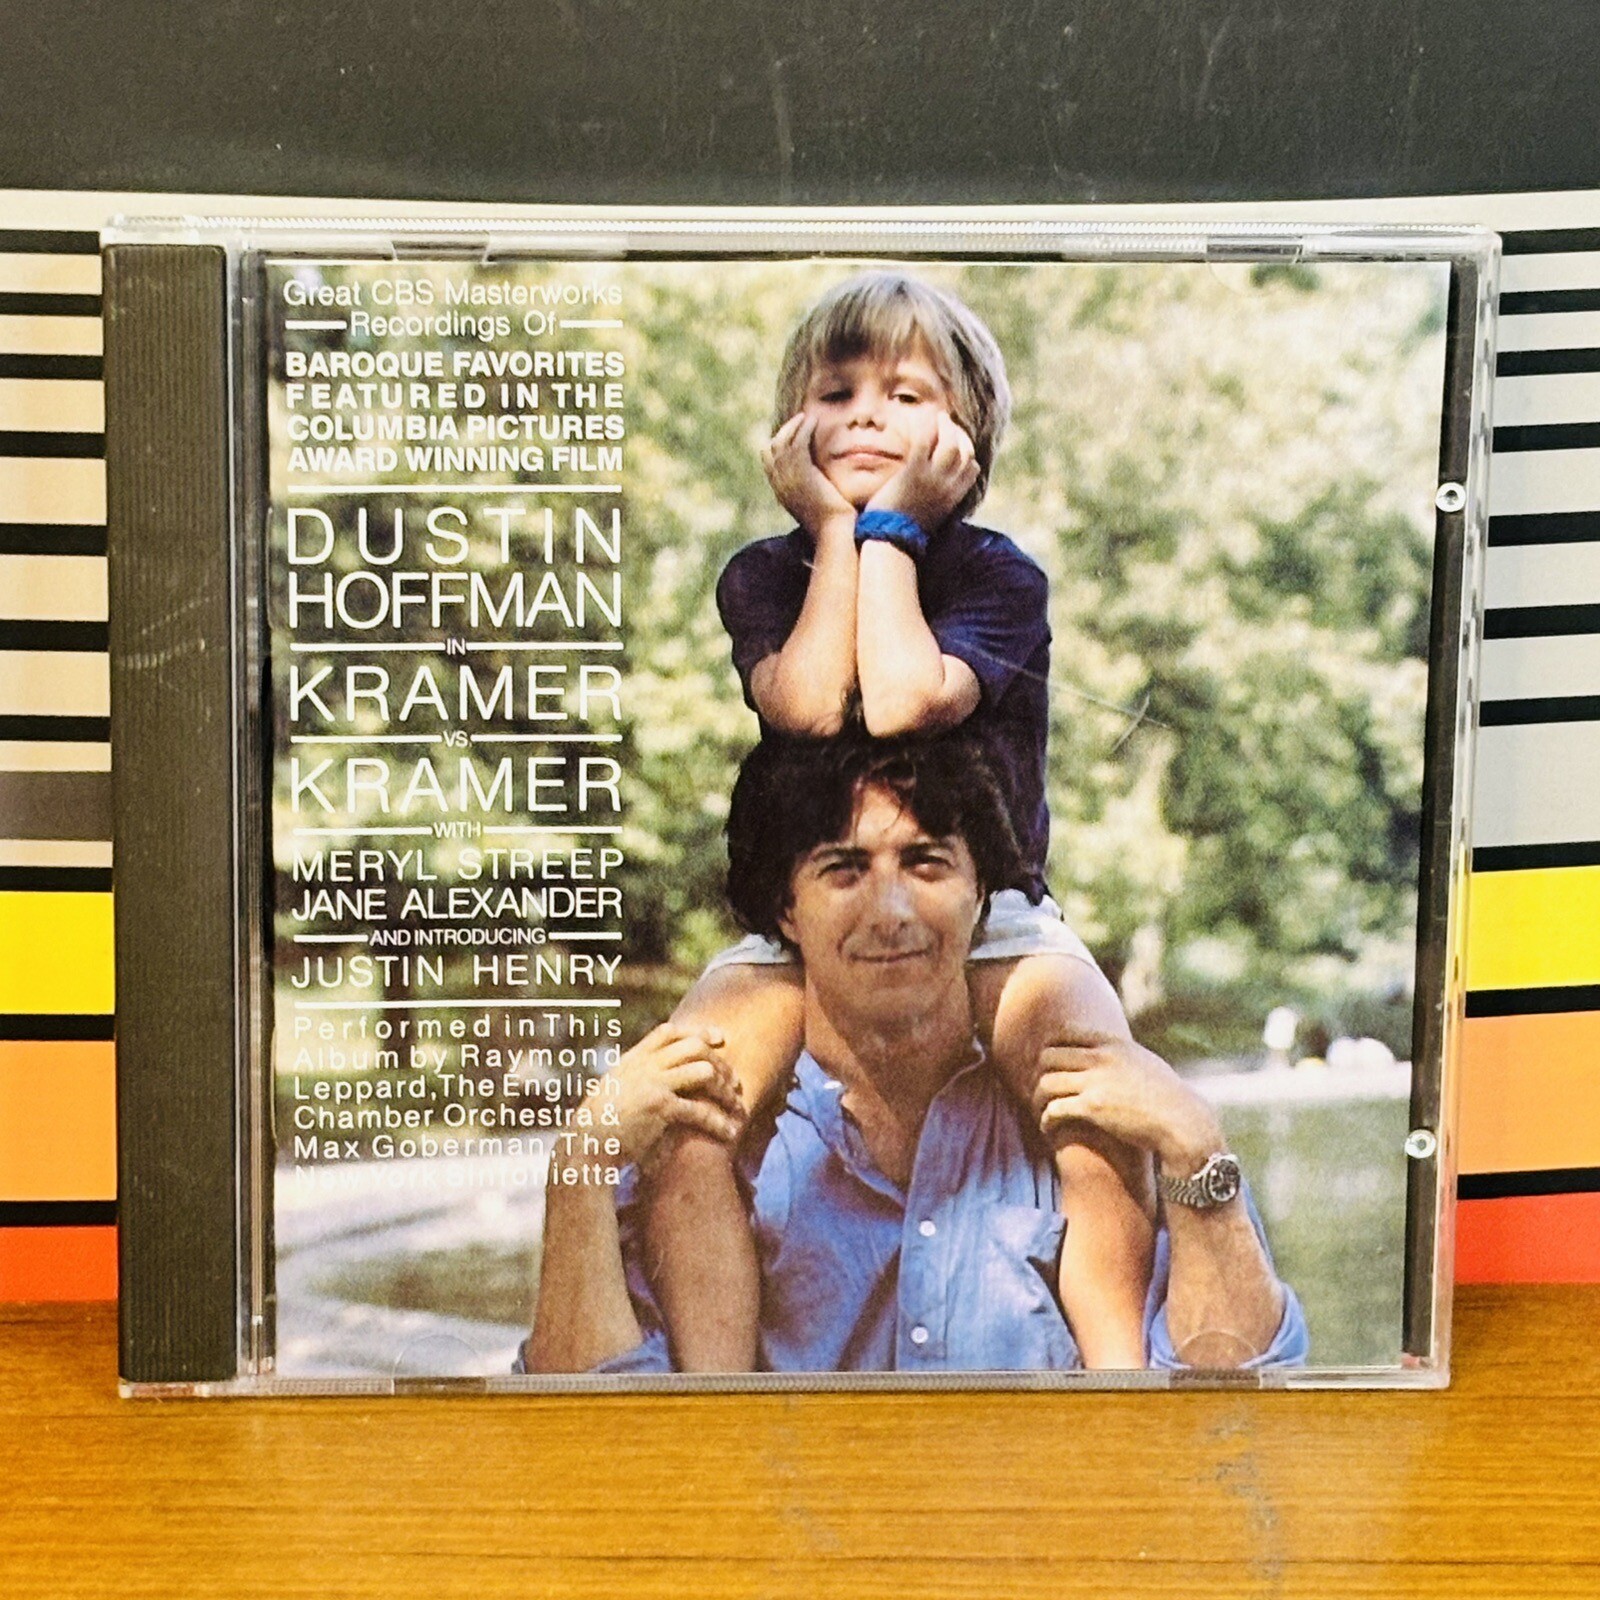 Great CBS Masterworks
Recordings Of
BAROQUE FAVORITES
FEATURED IN THE
COLUMBIA PICTURES
AWARD WINNING FILM
DUSTIN
HOFFMAN
IN
KRAMER
VS.
KRAMER
WITH
MERYL STREEP
JANE ALEXANDER
AND INTRODUCING
JUSTIN HENRY
Performed in This
Album by Raymond
Leppard, The English
Chamber Orchestra &
Max Goberman, The
New York Sinfonietta